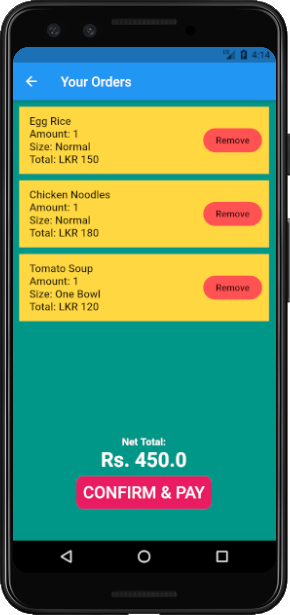 4:14
Your Orders
Egg Rice
Amount: 1
Size: Normal
Total: LKR 150
Remove
Chicken Noodles
Amount: 1
Size: Normal
Total: LKR 180
Remove
Tomato Soup
Amount: 1
Size: One Bowl
Total: LKR 120
Remove
Net Total:
Rs. 450.0
CONFIRM & PAY